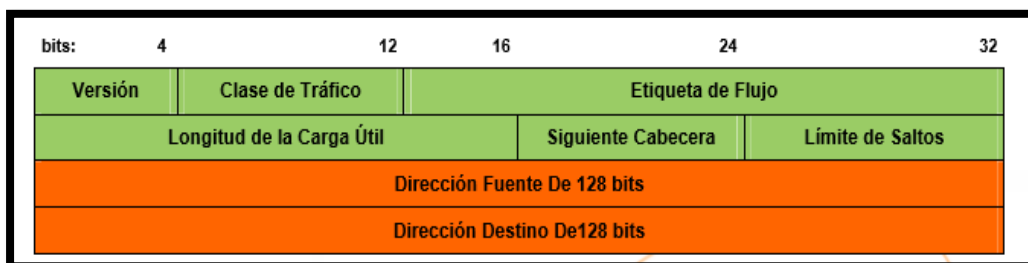 bits: 4 12 16 24 32
Versión Clase de Tráfico Etiqueta de Flujo
Longitud de la Carga Útil Siguiente Cabecera Límite de Saltos
Dirección Fuente De 128 bits
Dirección Destino De128 bits